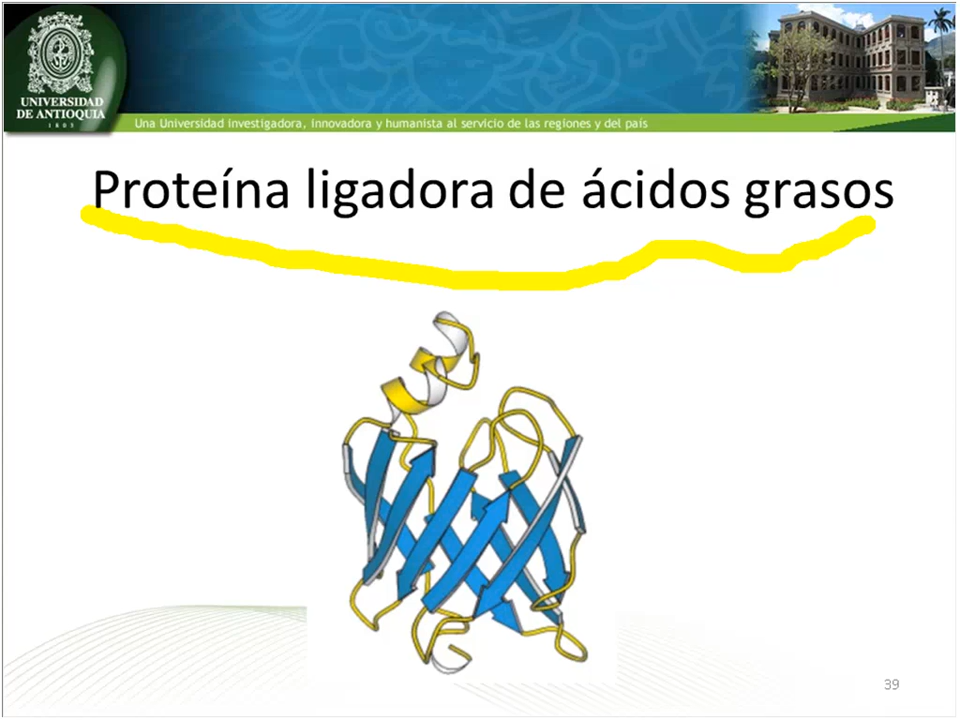 UNIVERSIDAD
DE ANTIOQUIA
1803
Una Universidad investigadora, innovadora y humanista al servicio de las regiones y del país
Proteína ligadora de ácidos grasos
39